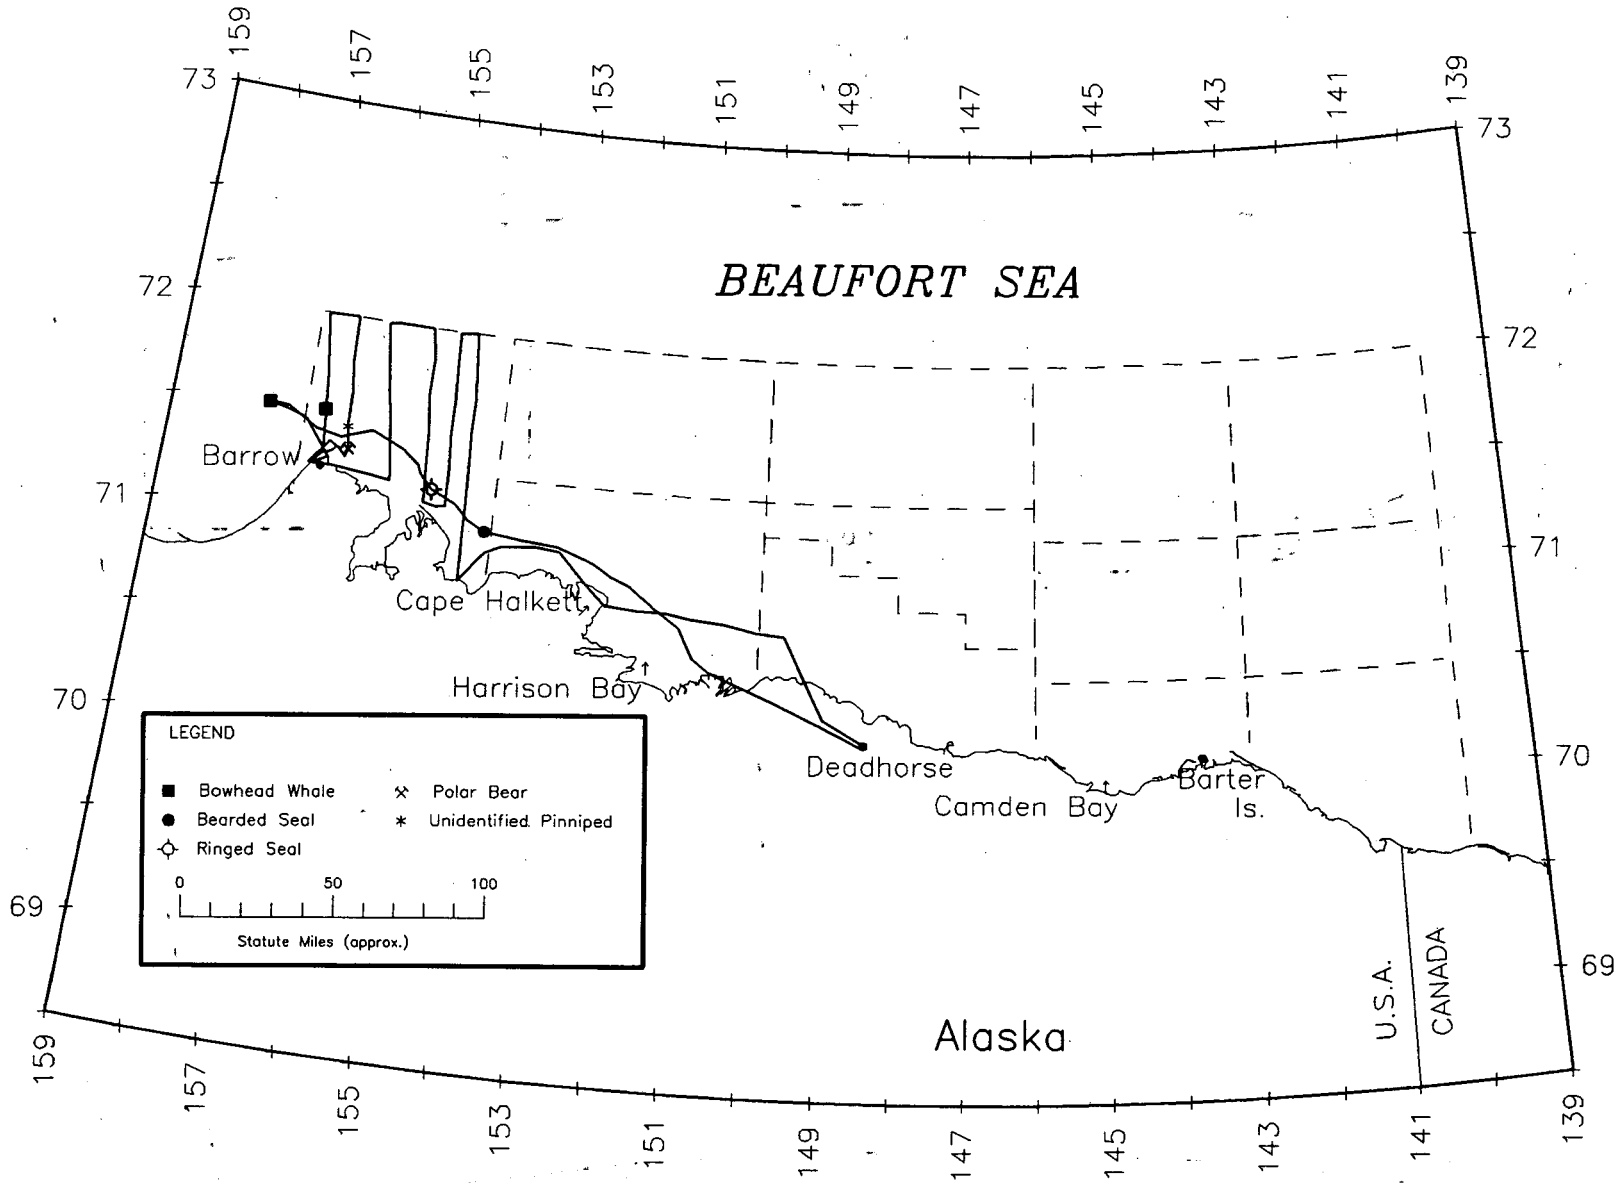 159
157
155
153
151
149
147
145
143
141
139
73
73
BEAUFORT SEA
72
72
Barrow
71
71
Cape Halkett
Harrison Bay
70
70
Deadhorse
Camden Bay
Barter
Is.
LEGEND
Bowhead Whale
Polar Bear
Bearded Seal
Unidentified Pinniped
Ringed Seal
0 50 100
Statute Miles (approx.)
69
69
U.S.A.
CANADA
Alaska
159
157
155
153
151
149
147
145
143
141
139